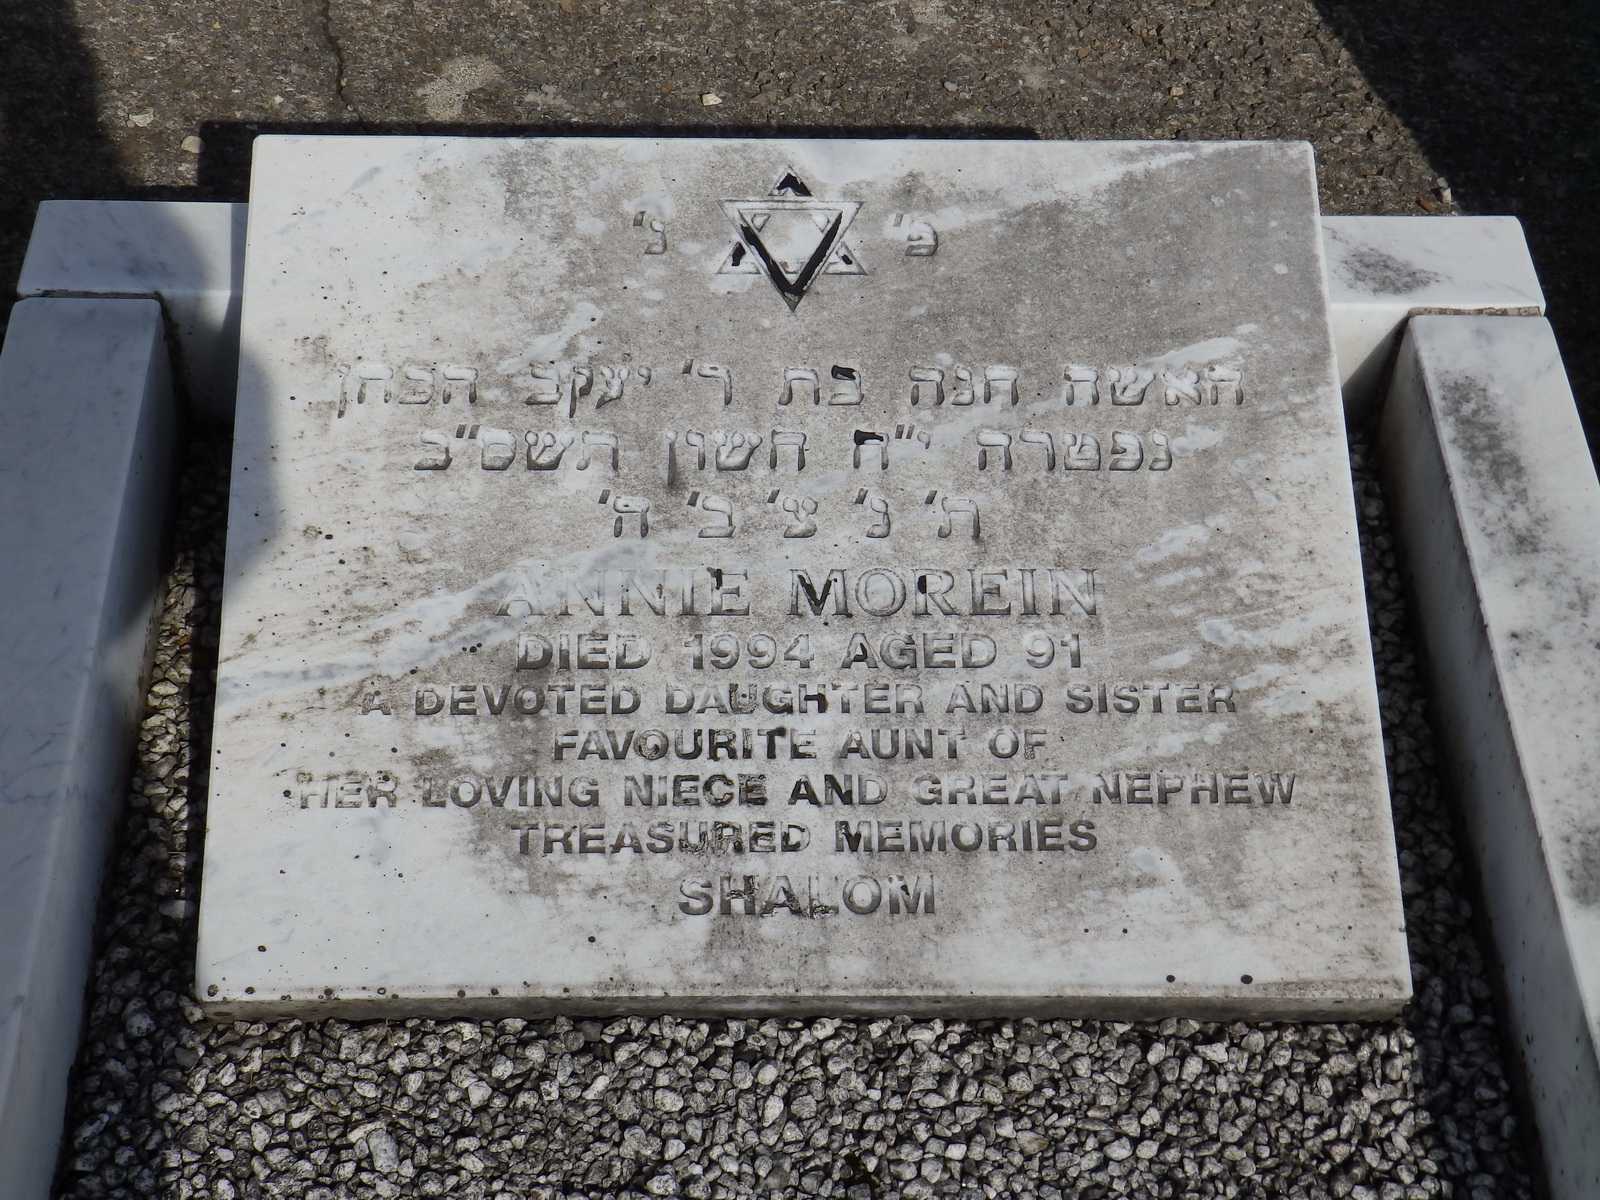 פ' נ'
האשה חנה בת ר' יעקב הכהן
נפטרה י"ח חשון תשס"ב
ת' נ' צ' ב' ה'
ANNIE MOREIN
DIED 1994 AGED 91
A DEVOTED DAUGHTER AND SISTER
FAVOURITE AUNT OF
HER LOVING NIECE AND GREAT NEPHEW
TREASURED MEMORIES
SHALOM